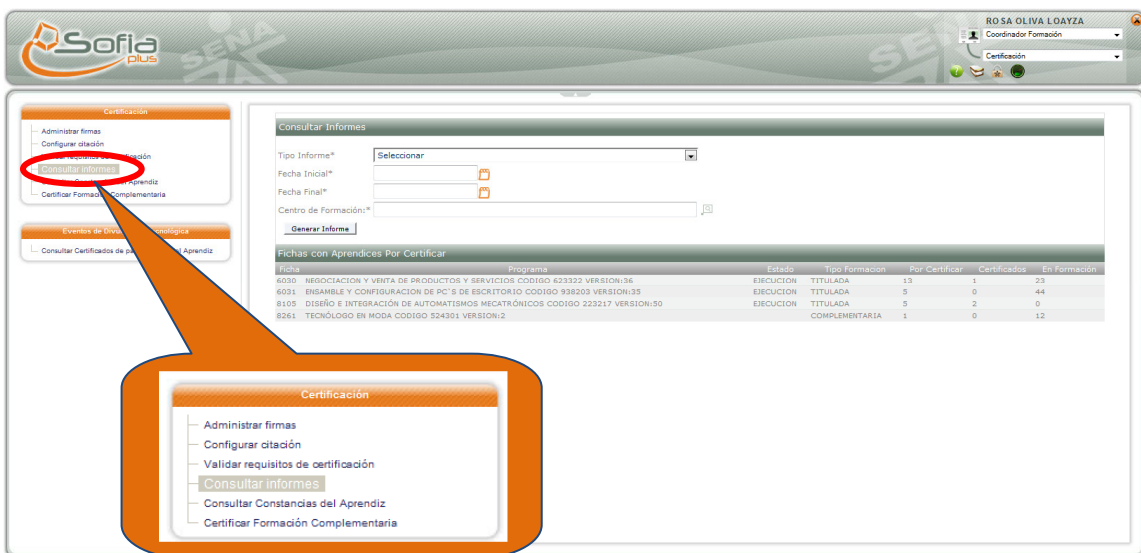 Sofia
plus
SENA
SENA
ROSA OLIVA LOAYZA
Coordinador Formación
Certificación
Certificación
Administrar firmas
Configurar citación
Consultar informes
Aprendiz
Certificar Formación Complementaria
Eventos de
Consultar Certificados de Aprendiz
Consultar Informes
Tipo Informe* Seleccionar
Fecha Inicial*
Fecha Final*
Centro de Formación:*
Generar Informe
Fichas con Aprendices Por Certificar
Ficha Programa Estado Tipo Formacion Por Certificar Certificados En Formación
6030 NEGOCIACION Y VENTA DE PRODUCTOS Y SERVICIOS CODIGO 623322 VERSION:36 EJECUCION TITULADA 13 1 23
6031 ENSAMBLE Y CONFIGURACION DE PC´S DE ESCRITORIO CODIGO 938203 VERSION:35 EJECUCION TITULADA 5 0 44
8105 DISEÑO E INTEGRACIÓN DE AUTOMATISMOS MECATRÓNICOS CODIGO 223217 VERSION:50 EJECUCION TITULADA 5 2 0
8261 TECNÓLOGO EN MODA CODIGO 524301 VERSION:2 COMPLEMENTARIA 1 0 12
Certificación
Administrar firmas
Configurar citación
Validar requisitos de certificación
Consultar informes
Consultar Constancias del Aprendiz
Certificar Formación Complementaria